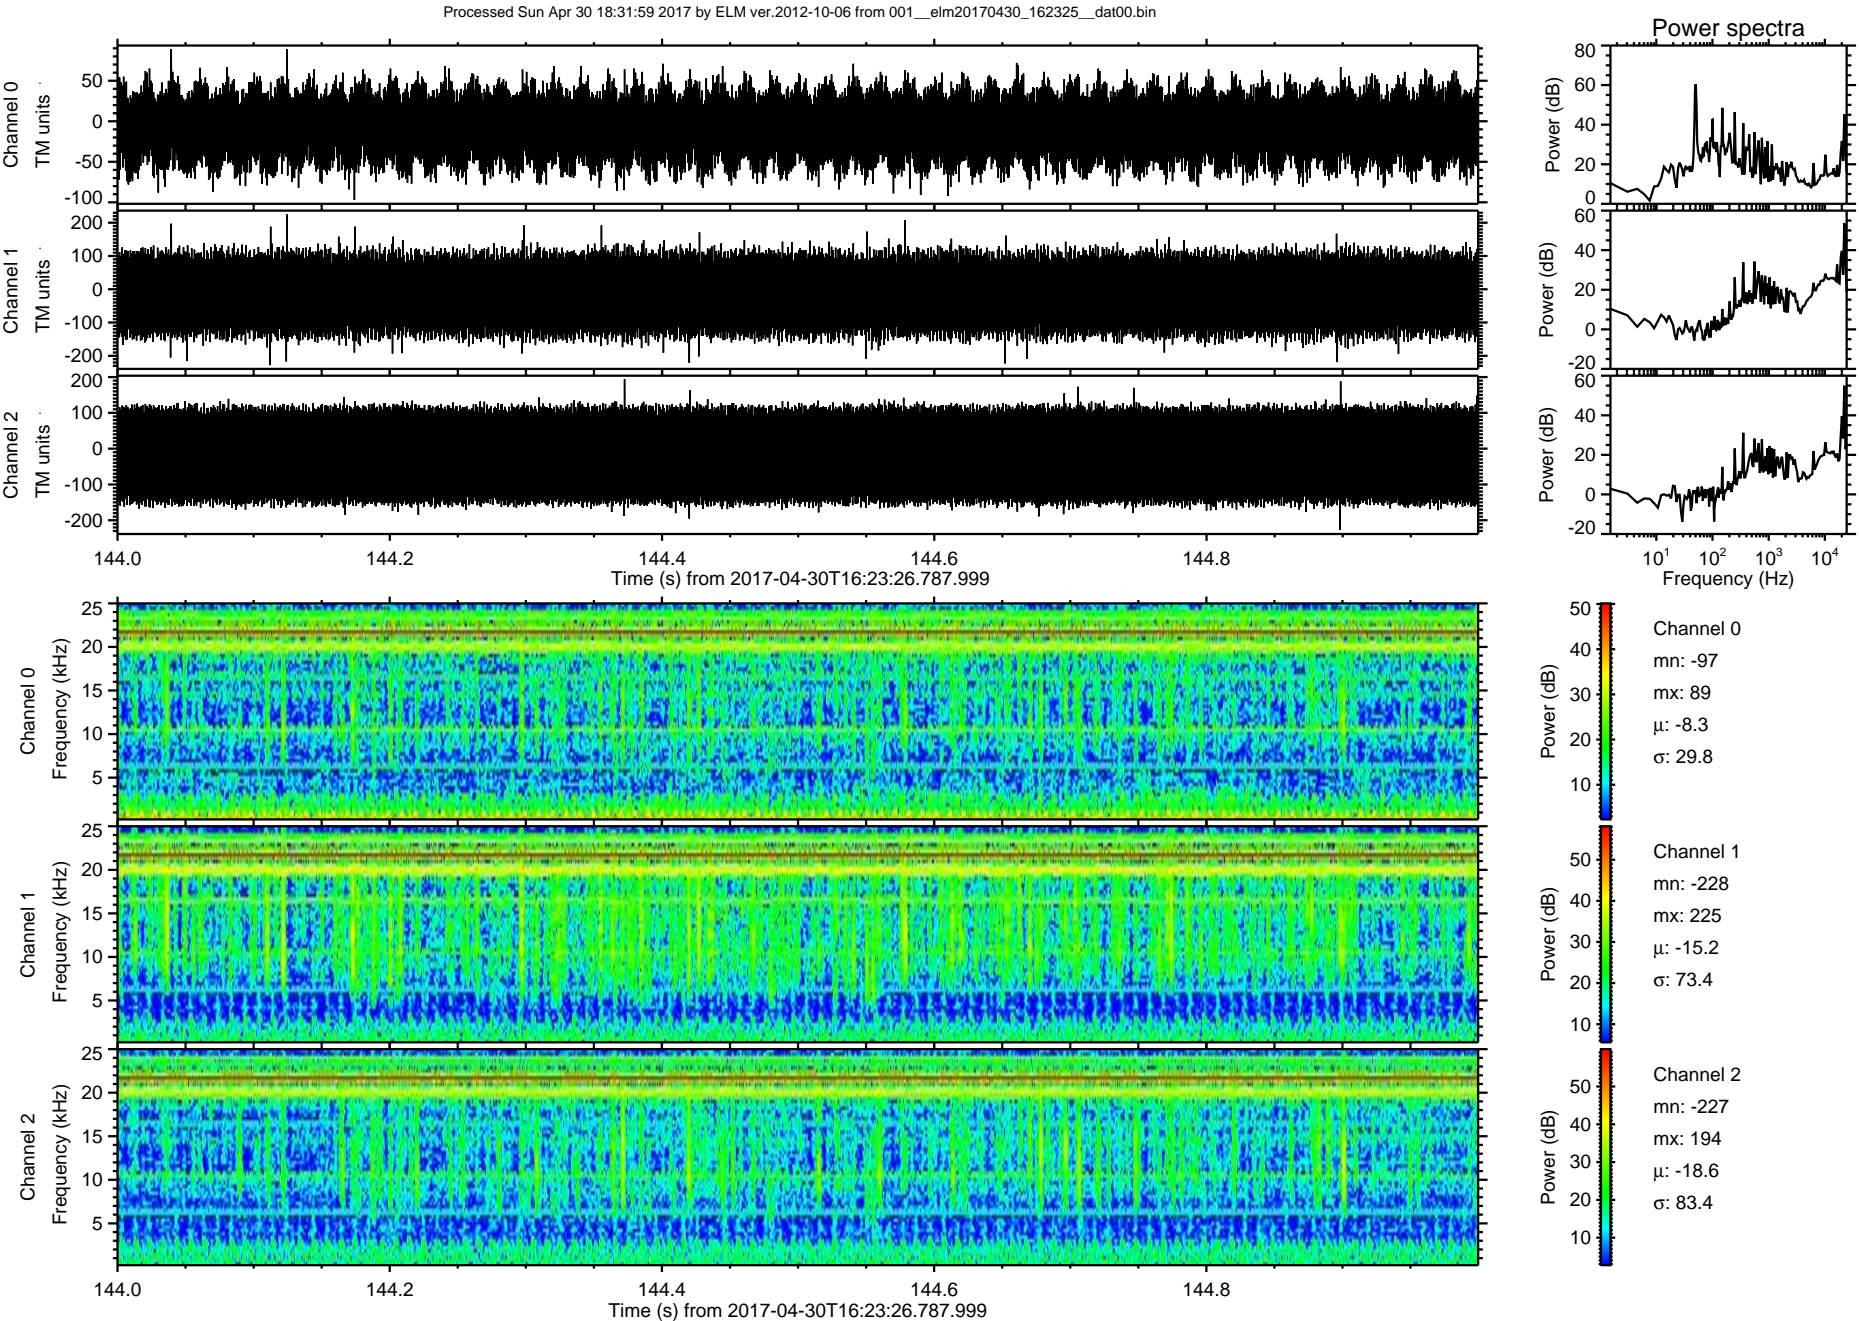 Processed Sun Apr 30 18:31:59 2017 by ELM ver.2012-10-06 from 001__elm20170430_162325__dat00.bin
Power spectra
Channel 0
TM units
50
0
-50
-100
Power (dB)
80
60
40
20
0
Channel 1
TM units
200
100
0
-100
-200
Power (dB)
60
40
20
0
-20
Channel 2
TM units
200
100
0
-100
-200
Power (dB)
60
40
20
0
-20
144.0 144.2 144.4 144.6 144.8
Time (s) from 2017-04-30T16:23:26.787.999
10¹ 10² 10³ 10⁴
Frequency (Hz)
Channel 0
Frequency (kHz)
25
20
15
10
5
Power (dB)
50
40
30
20
10
Channel 0
mn: -97
mx: 89
μ: -8.3
σ: 29.8
Channel 1
Frequency (kHz)
25
20
15
10
5
Power (dB)
50
40
30
20
10
Channel 1
mn: -228
mx: 225
μ: -15.2
σ: 73.4
Channel 2
Frequency (kHz)
25
20
15
10
5
Power (dB)
50
40
30
20
10
Channel 2
mn: -227
mx: 194
μ: -18.6
σ: 83.4
144.0 144.2 144.4 144.6 144.8
Time (s) from 2017-04-30T16:23:26.787.999